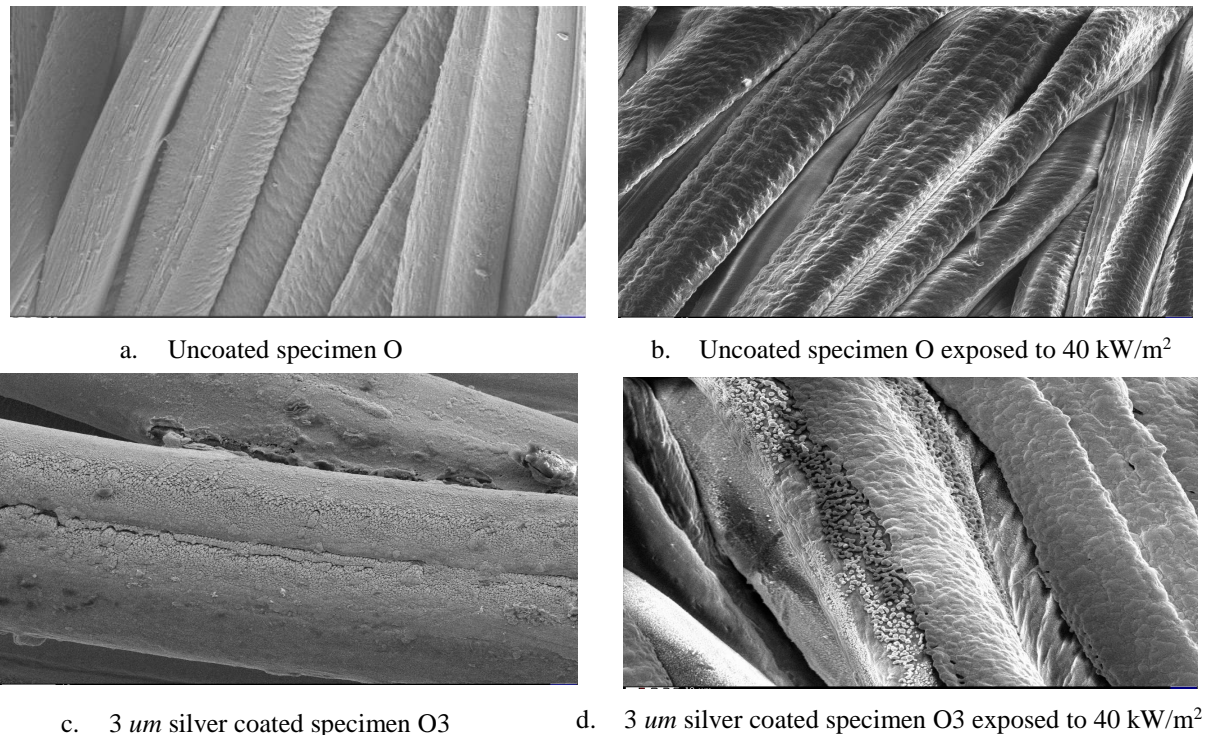 a. Uncoated specimen O
b. Uncoated specimen O exposed to 40 kW/m²
c. 3 um silver coated specimen O3
d. 3 um silver coated specimen O3 exposed to 40 kW/m²